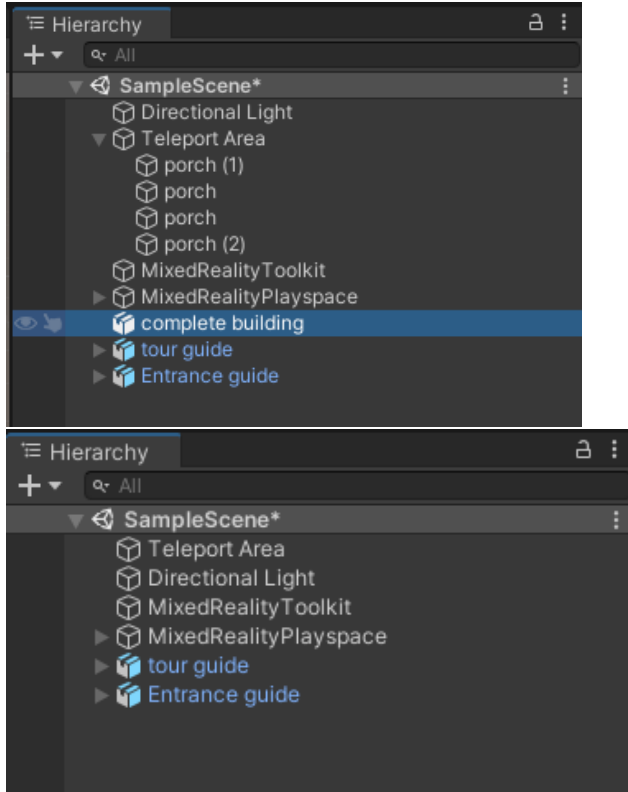 Hierarchy
All
SampleScene*
Directional Light
Teleport Area
porch (1)
porch
porch
porch (2)
MixedRealityToolkit
MixedRealityPlayspace
complete building
tour guide
Entrance guide
Hierarchy
All
SampleScene*
Teleport Area
Directional Light
MixedRealityToolkit
MixedRealityPlayspace
tour guide
Entrance guide